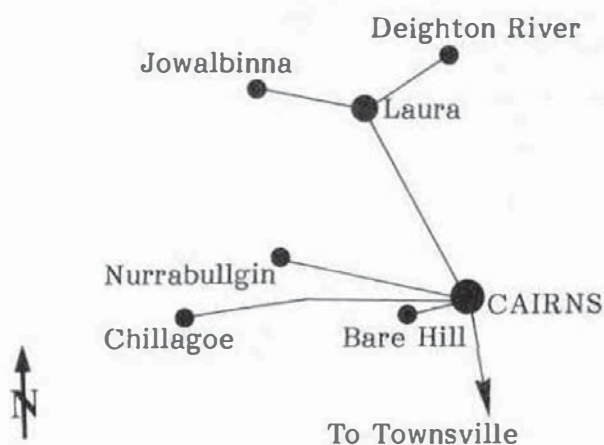 Deighton River
Jowalbinna
Laura
Nurrabullgin
CAIRNS
Chillagoe
Bare Hill
N
To Townsville